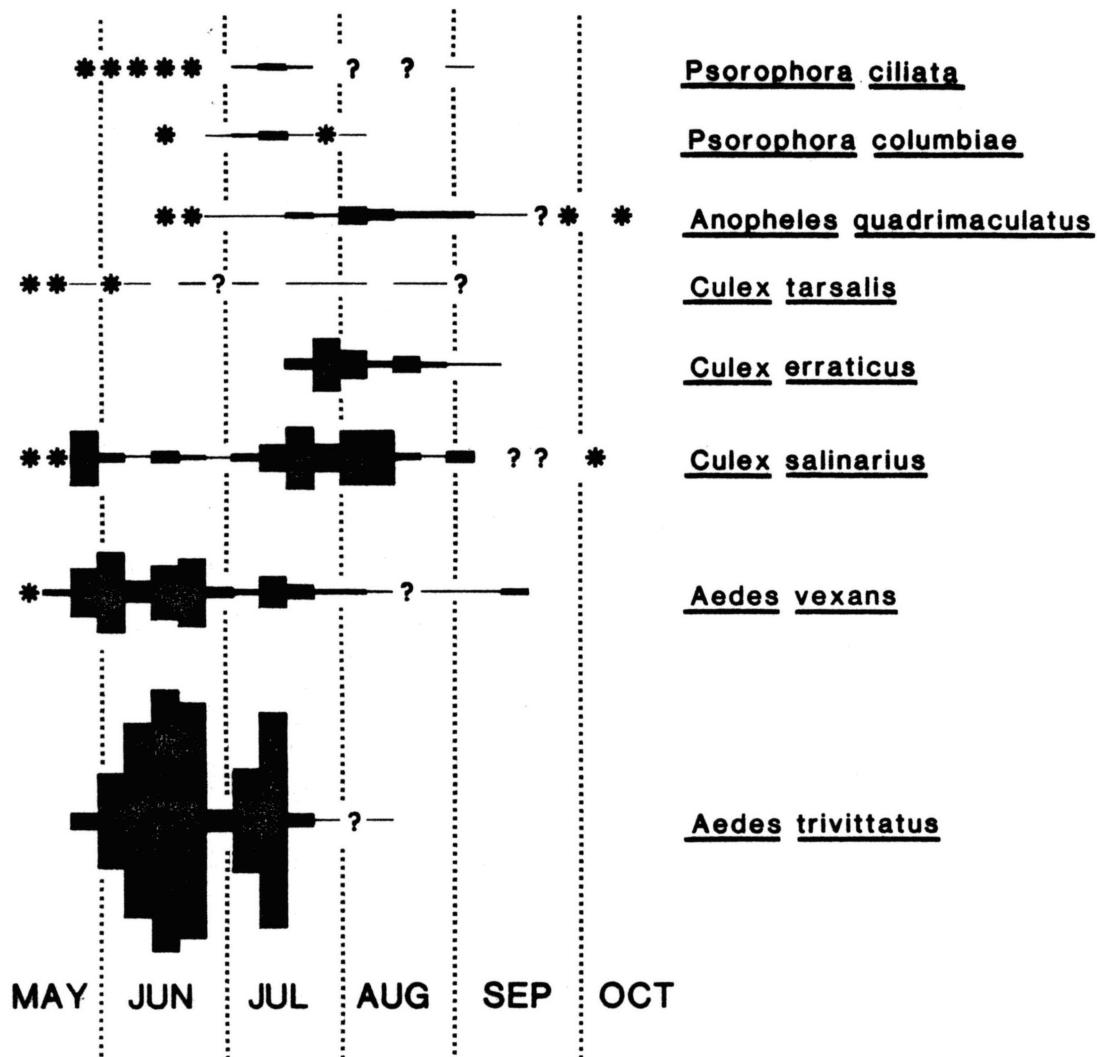 ***** ? ? Psorophora ciliata
* * Psorophora columbiae
** ?* * Anopheles quadrimaculatus
** * ? ? Culex tarsalis
Culex erraticus
** ?? * Culex salinarius
* ? Aedes vexans
? Aedes trivittatus
MAY JUN JUL AUG SEP OCT